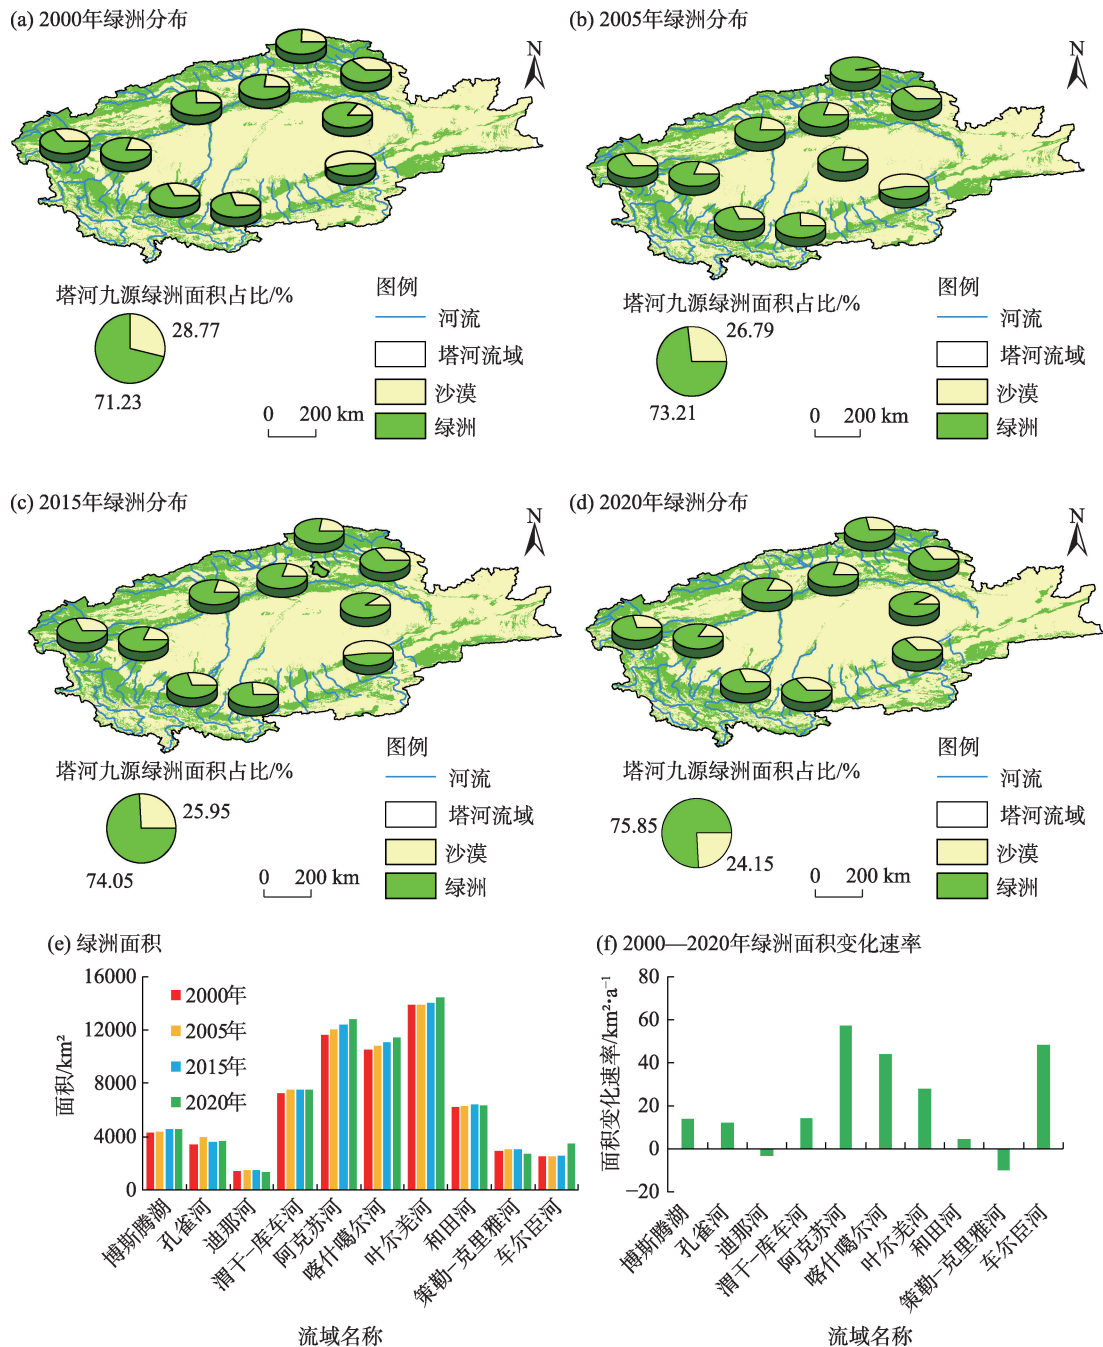 (a) 2000年绿洲分布
N
塔河九源绿洲面积占比/%
28.77
71.23
0 200 km
图例
河流
塔河流域
沙漠
绿洲
(b) 2005年绿洲分布
N
塔河九源绿洲面积占比/%
26.79
73.21
0 200 km
图例
河流
塔河流域
沙漠
绿洲
(c) 2015年绿洲分布
N
塔河九源绿洲面积占比/%
25.95
74.05
0 200 km
图例
河流
塔河流域
沙漠
绿洲
(d) 2020年绿洲分布
N
塔河九源绿洲面积占比/%
75.85
24.15
0 200 km
图例
河流
塔河流域
沙漠
绿洲
(e) 绿洲面积
面积/km²
16000
12000
8000
4000
0
2000年
2005年
2015年
2020年
博斯腾湖
孔雀河
迪那河
渭干-库车河
阿克苏河
喀什噶尔河
叶尔羌河
和田河
策勒-克里雅河
车尔臣河
流域名称
(f) 2000—2020年绿洲面积变化速率
面积变化速率/km²•a⁻¹
80
60
40
20
0
−20
博斯腾湖
孔雀河
迪那河
渭干-库车河
阿克苏河
喀什噶尔河
叶尔羌河
和田河
策勒-克里雅河
车尔臣河
流域名称